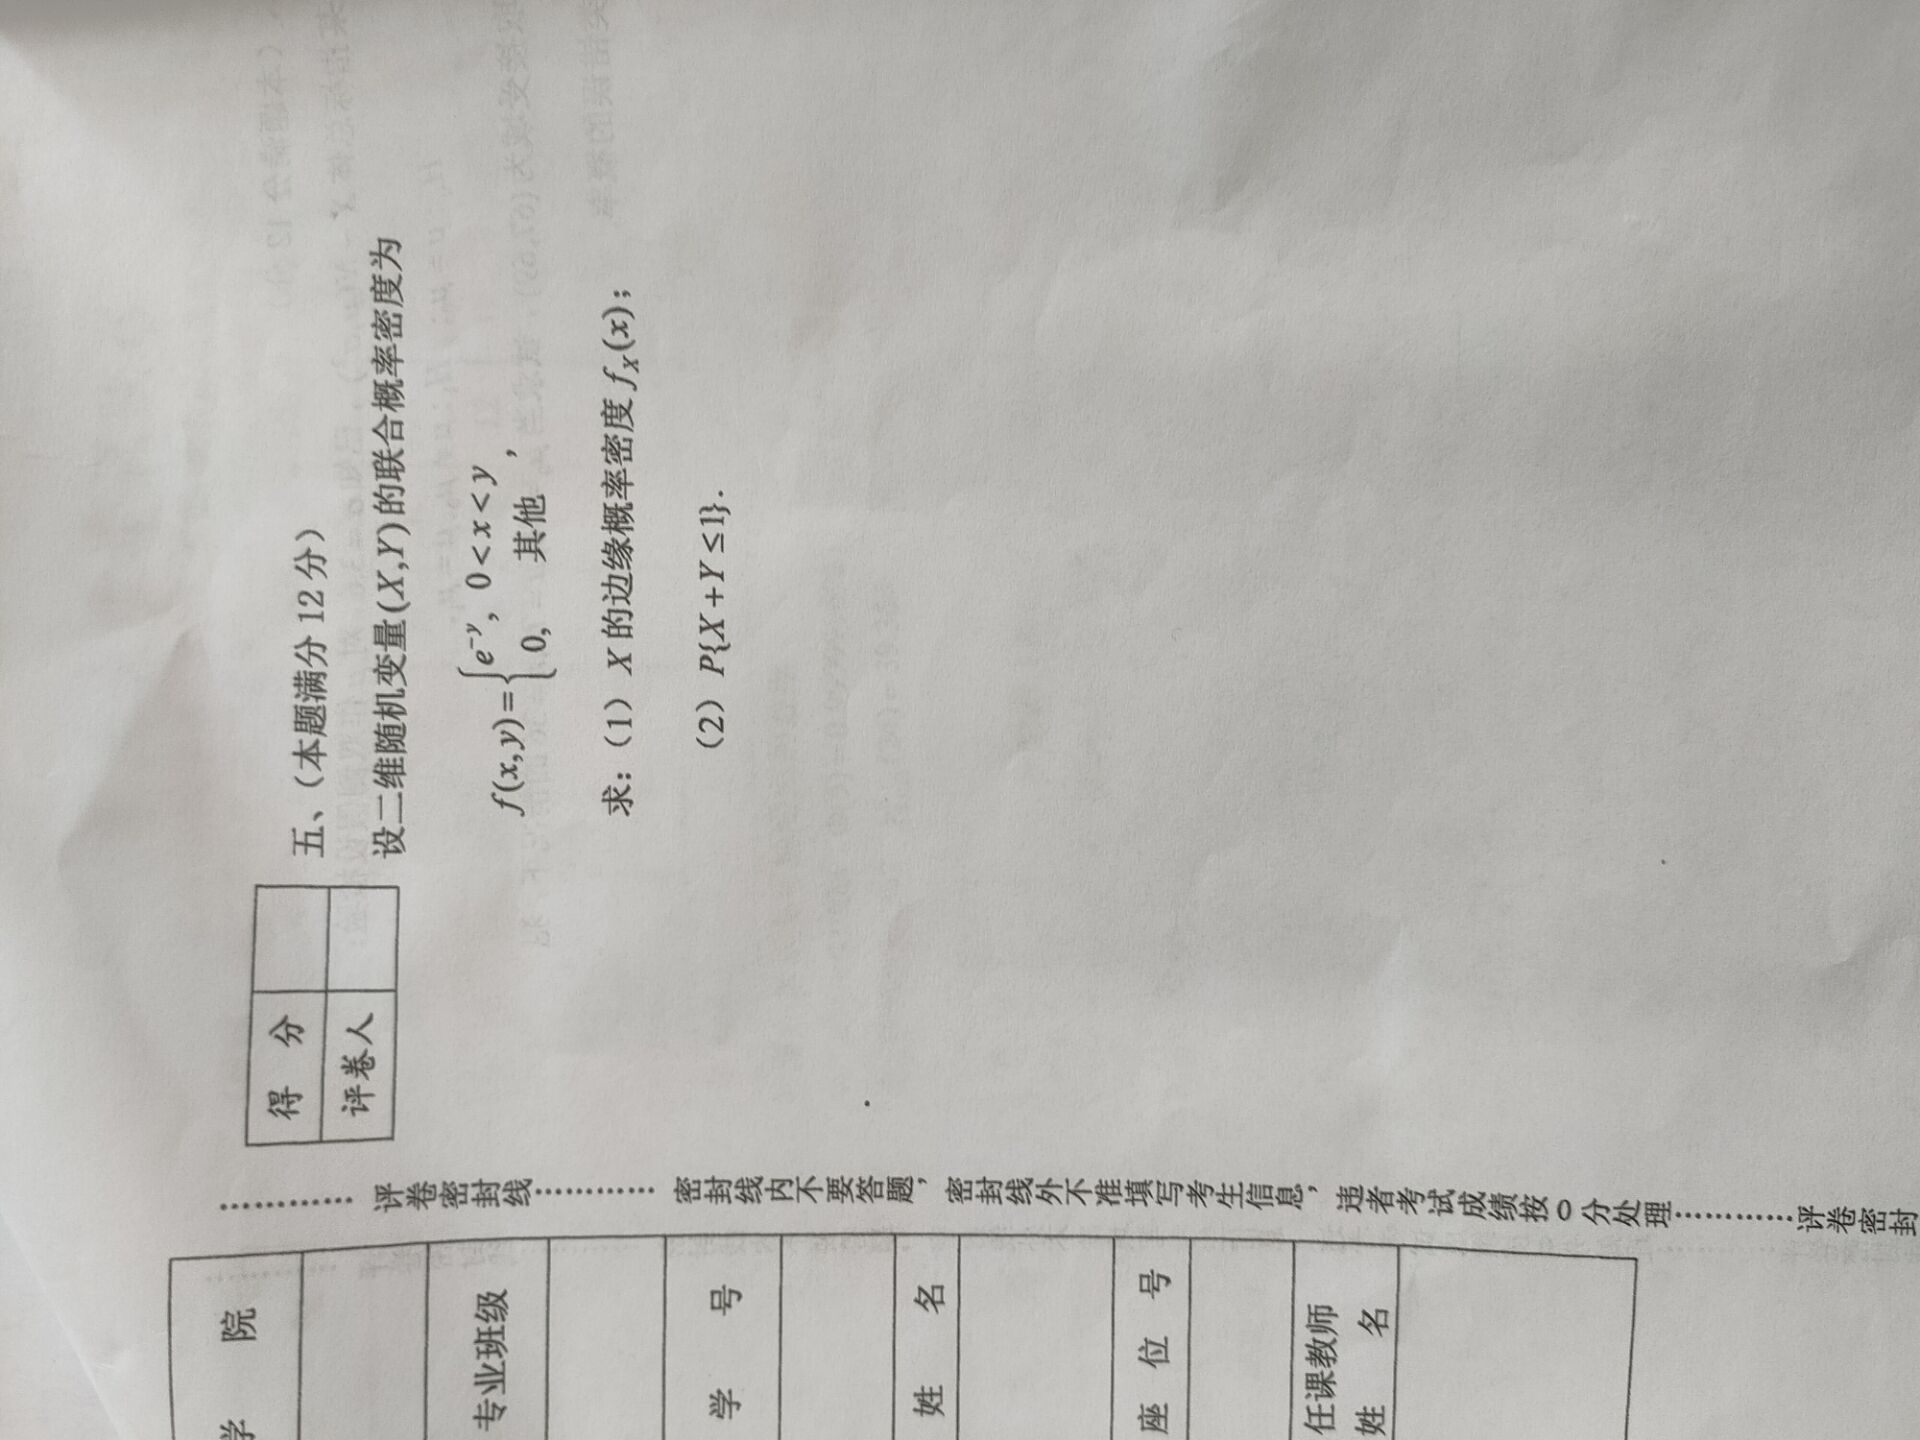 得 分
评卷人
五、（本题满分 12 分）
设二维随机变量(X,Y)的联合概率密度为
f(x,y)={e^{-y}, 0<x<y
0, 其他 ,
求:（1）X 的边缘概率密度 f_X(x);
（2）P{X+Y≤1}.
………… 评卷密封线………… 密封线内不要答题，密封线外不准填写考生信息，违者考试成绩按 0 分处理…………评卷密封
学 院
专业班级
学 号
姓 名
座 位 号
任课教师
姓 名